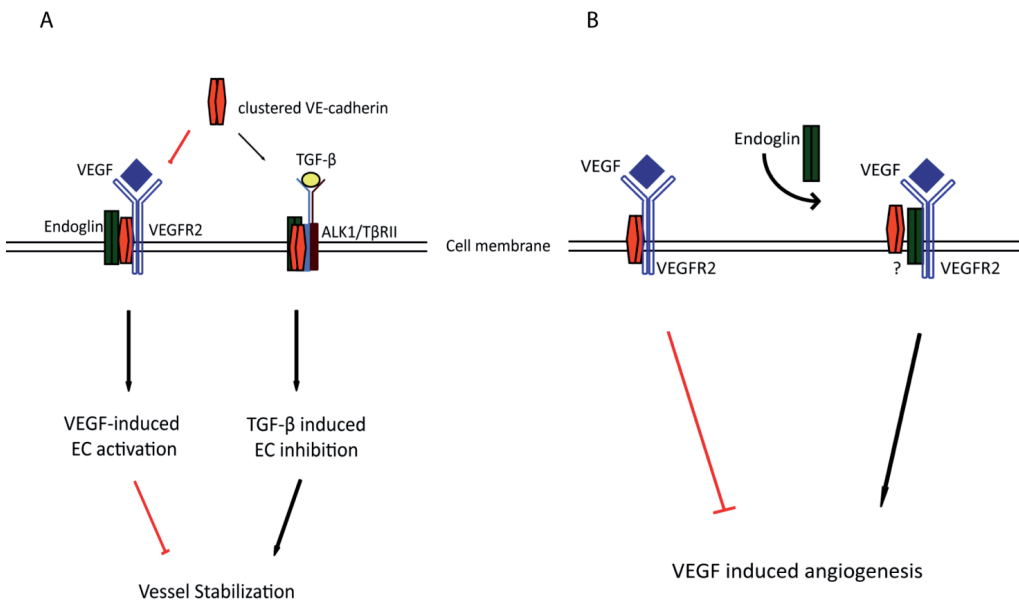 A
clustered VE-cadherin
VEGF
TGF-β
Endoglin
VEGFR2
ALK1/TβRII
Cell membrane
VEGF-induced
EC activation
TGF-β induced
EC inhibition
Vessel Stabilization
B
Endoglin
VEGF
VEGF
VEGFR2
?
VEGFR2
VEGF induced angiogenesis